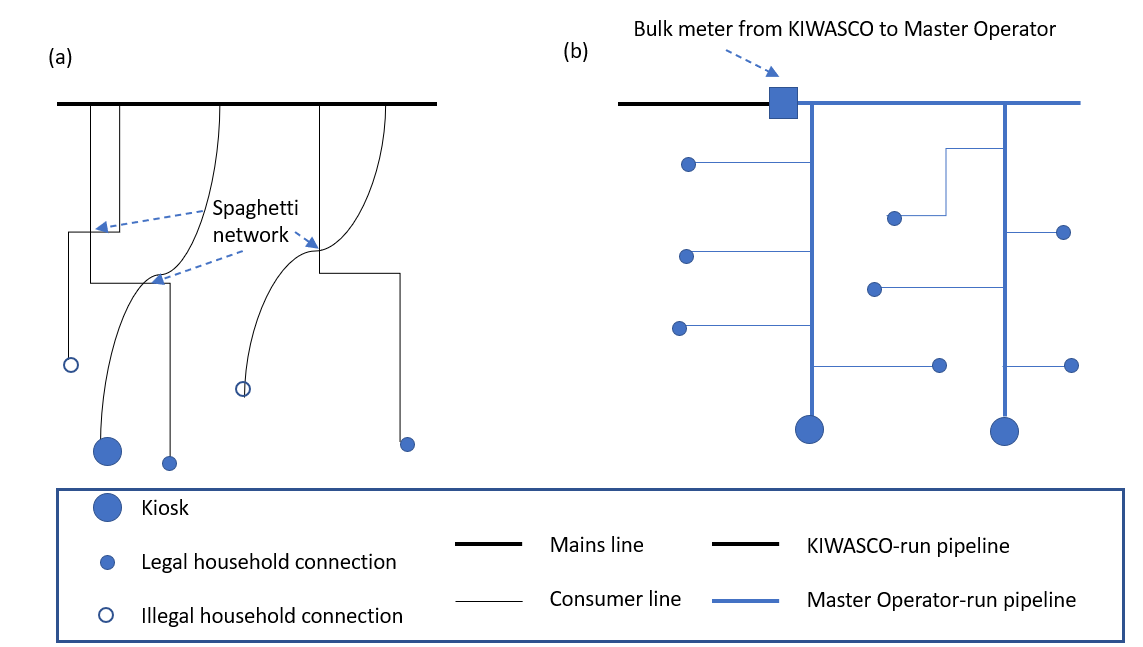 (a)
(b)
Bulk meter from KIWASCO to Master Operator
Spaghetti
network
Kiosk
Legal household connection
Illegal household connection
Mains line
Consumer line
KIWASCO-run pipeline
Master Operator-run pipeline